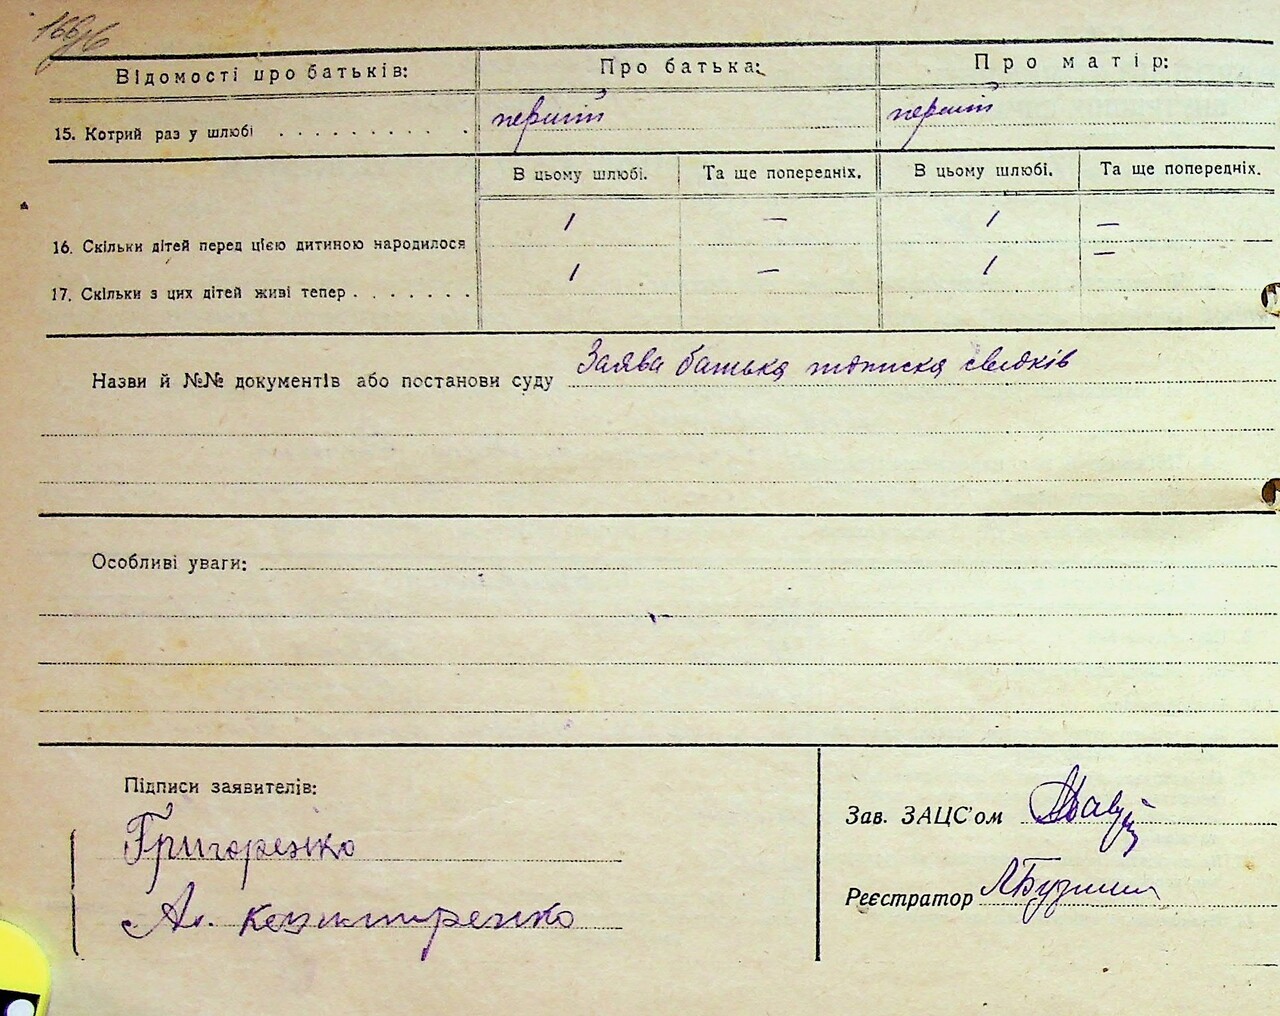 Відомості про батьків: Про батька: Про матір:
15. Котрий раз у шлюбі . . . . . . . . . . перший перший
В цьому шлюбі. Та ще попередніх. В цьому шлюбі. Та ще попередніх.
16. Скільки дітей перед цією дитиною народилося 1 — 1 —
17. Скільки з цих дітей живі тепер . . . . . . . 1 — 1 —
Назви й №№ документів або постанови суду Заява батька підписка свідків
Особливі уваги:
Підписи заявителів:
Григоренко
Зав. ЗАЦС'ом
Реєстратор